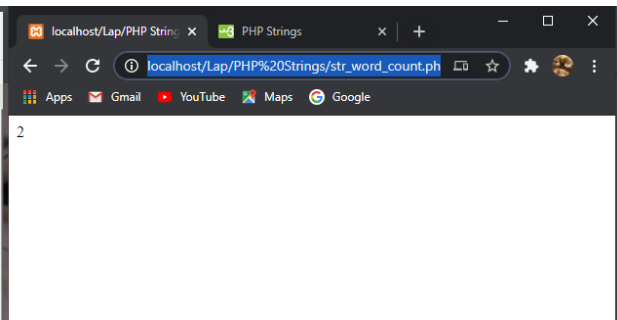 localhost/Lap/PHP String
PHP Strings
localhost/Lap/PHP%20Strings/str_word_count.ph
Apps
Gmail
YouTube
Maps
Google
2